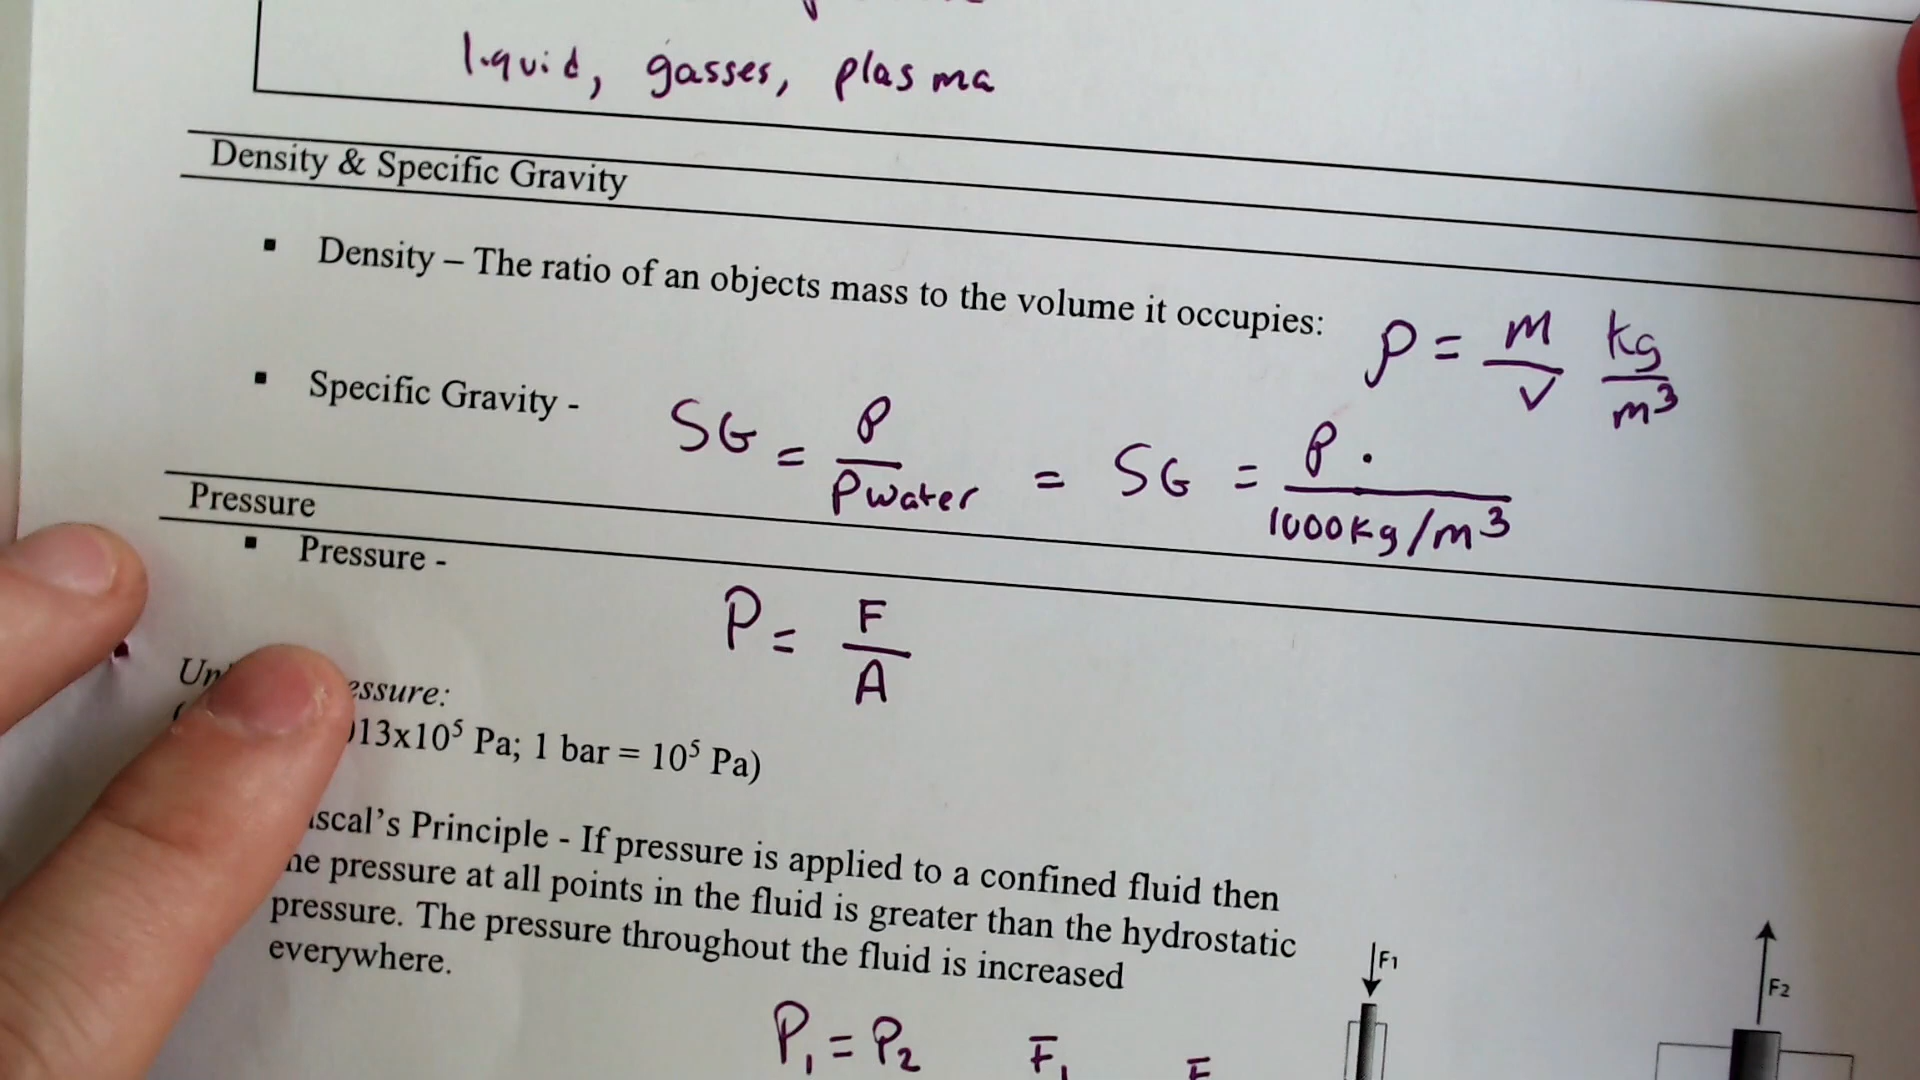 liquid, gasses, plasma
Density & Specific Gravity
▪ Density – The ratio of an objects mass to the volume it occupies: ρ = m/V kg/m³
▪ Specific Gravity - SG = ρ/ρwater = SG = ρ/1000kg/m³
Pressure
▪ Pressure - P = F/A
essure:
13x10⁵ Pa; 1 bar = 10⁵ Pa)
scal's Principle - If pressure is applied to a confined fluid then
he pressure at all points in the fluid is greater than the hydrostatic
pressure. The pressure throughout the fluid is increased
everywhere.
F1
F2
P₁ = P₂ F₁ F